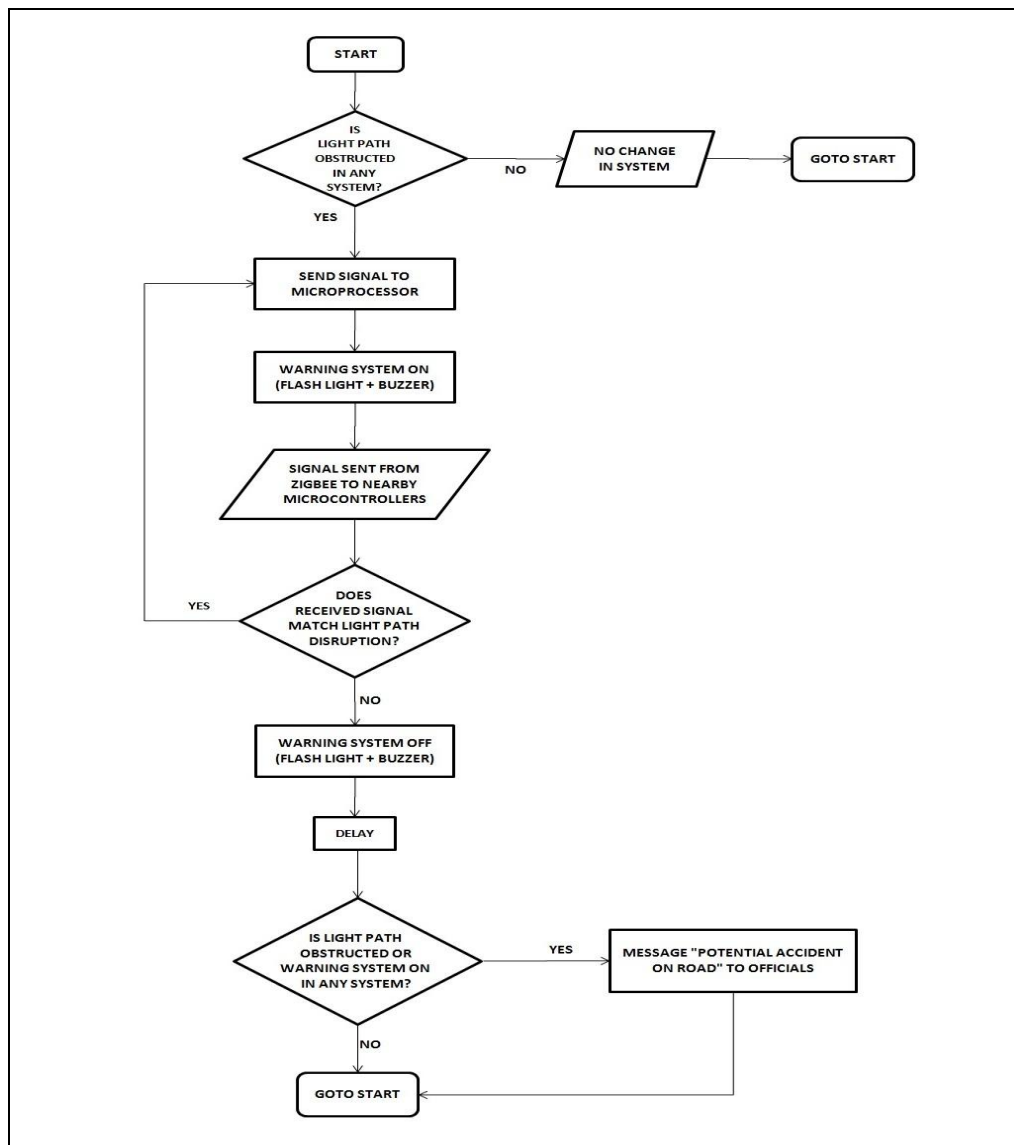 START
IS
LIGHT PATH
OBSTRUCTED
IN ANY
SYSTEM?
NO
NO CHANGE
IN SYSTEM
GOTO START
YES
SEND SIGNAL TO
MICROPROCESSOR
WARNING SYSTEM ON
(FLASH LIGHT + BUZZER)
SIGNAL SENT FROM
ZIGBEE TO NEARBY
MICROCONTROLLERS
DOES
RECEIVED SIGNAL
MATCH LIGHT PATH
DISRUPTION?
YES
NO
WARNING SYSTEM OFF
(FLASH LIGHT + BUZZER)
DELAY
IS LIGHT PATH
OBSTRUCTED OR
WARNING SYSTEM ON
IN ANY SYSTEM?
YES
MESSAGE "POTENTIAL ACCIDENT
ON ROAD" TO OFFICIALS
NO
GOTO START